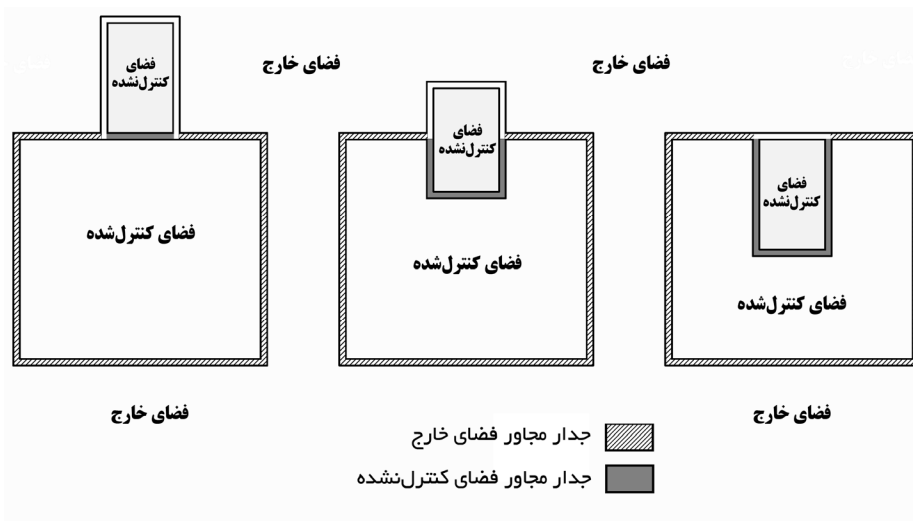 فضای
کنترل‌نشده
فضای خارج
فضای خارج
فضای
کنترل‌نشده
فضای
کنترل‌نشده
فضای کنترل‌شده
فضای کنترل‌شده
فضای کنترل‌شده
فضای خارج
فضای خارج
جدار مجاور فضای خارج
جدار مجاور فضای کنترل‌نشده